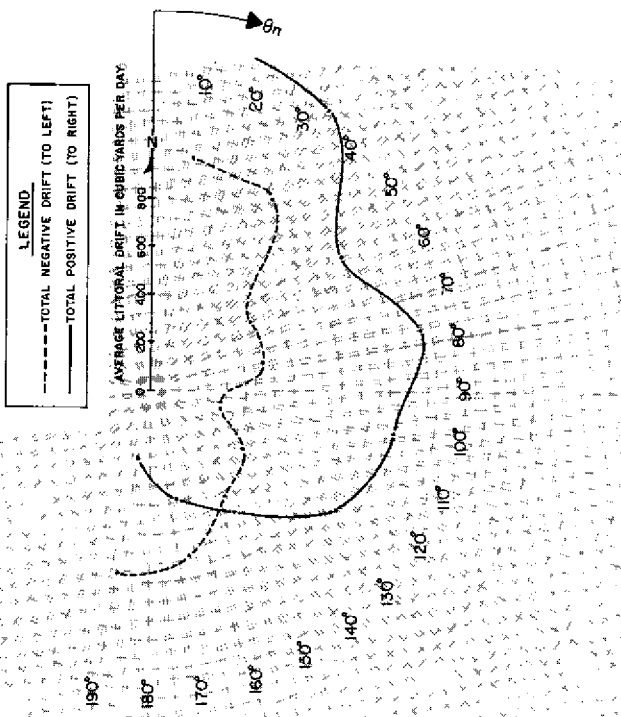 LEGEND
TOTAL NEGATIVE DRIFT (TO LEFT)
TOTAL POSITIVE DRIFT (TO RIGHT)
AVERAGE LITTORAL DRIFT IN CUBIC YARDS PER DAY
0 200 400 600 800
N
θn
10°
20°
30°
40°
50°
60°
70°
80°
90°
100°
110°
120°
130°
140°
150°
160°
170°
180°
190°